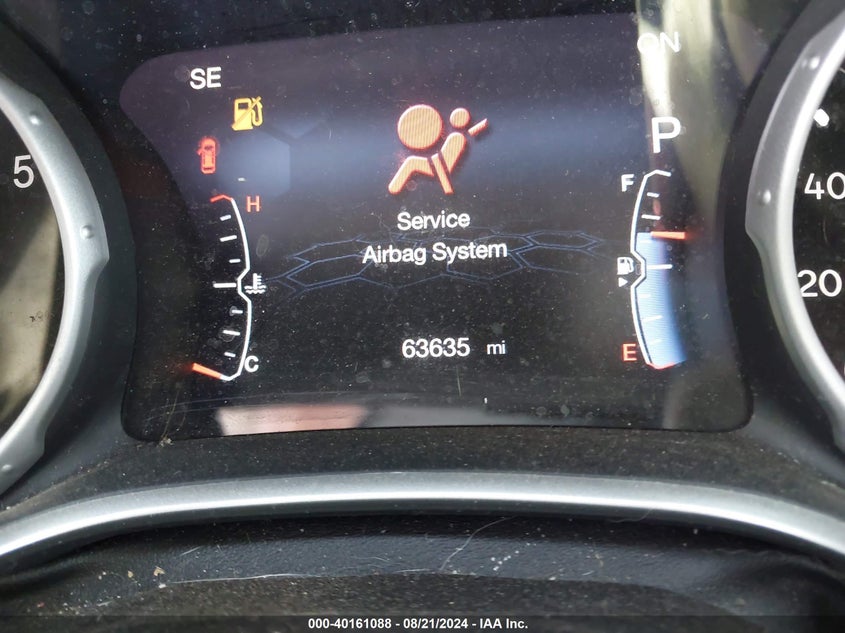 SE
ON
P
5
H
F
40
Service
Airbag System
20
63635 mi
C
E
000-40161088 - 08/21/2024 - IAA Inc.